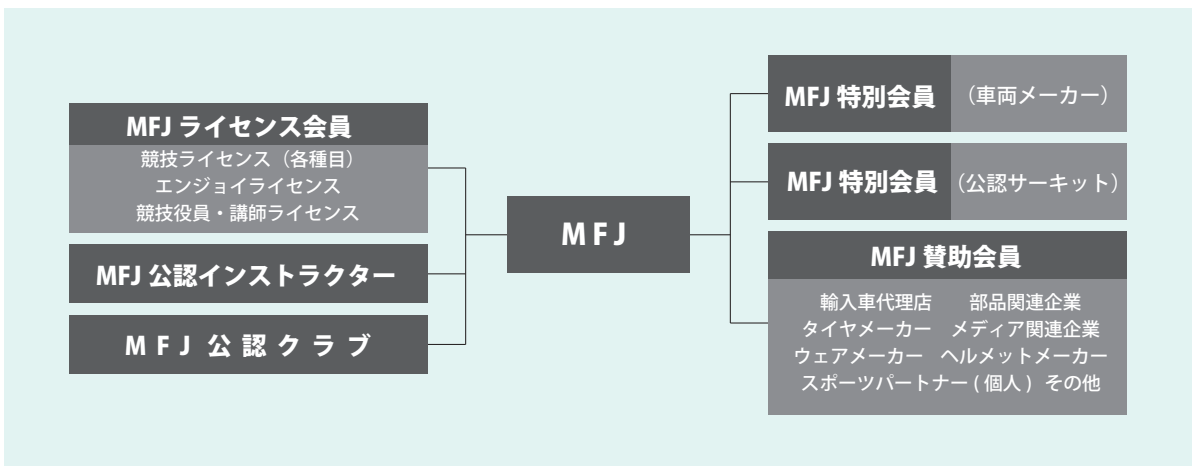 MFJ ライセンス会員
競技ライセンス（各種目）
エンジョイライセンス
競技役員・講師ライセンス
MFJ 公認インストラクター
MFJ 公認クラブ
MFJ
MFJ 特別会員 （車両メーカー）
MFJ 特別会員 （公認サーキット）
MFJ 賛助会員
輸入車代理店 部品関連企業
タイヤメーカー メディア関連企業
ウェアメーカー ヘルメットメーカー
スポーツパートナー ( 個人 ) その他